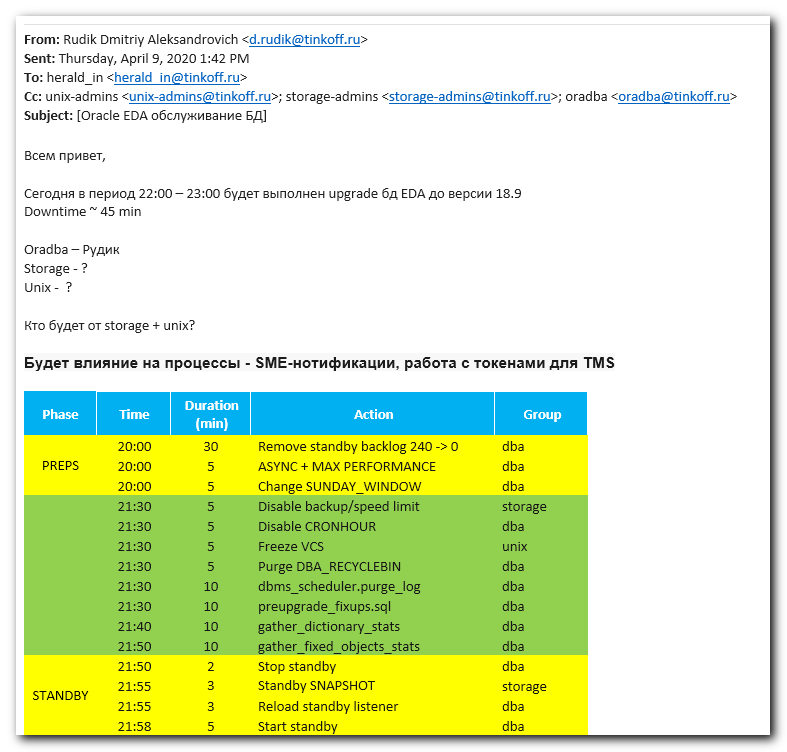 From: Rudik Dmitriy Aleksandrovich <d.rudik@tinkoff.ru>
Sent: Thursday, April 9, 2020 1:42 PM
To: herald_in <herald_in@tinkoff.ru>
Cc: unix-admins <unix-admins@tinkoff.ru>; storage-admins <storage-admins@tinkoff.ru>; oradba <oradba@tinkoff.ru>
Subject: [Oracle EDA обслуживание БД]
Всем привет,
Сегодня в период 22:00 – 23:00 будет выполнен upgrade бд EDA до версии 18.9
Downtime ~ 45 min
Oradba – Рудик
Storage - ?
Unix - ?
Кто будет от storage + unix?
Будет влияние на процессы - SME-нотификации, работа с токенами для TMS
Phase Time Duration (min) Action Group
PREPS
20:00 30 Remove standby backlog 240 -> 0 dba
20:00 5 ASYNC + MAX PERFORMANCE dba
20:00 5 Change SUNDAY_WINDOW dba
21:30 5 Disable backup/speed limit storage
21:30 5 Disable CRONHOUR dba
21:30 5 Freeze VCS unix
21:30 5 Purge DBA_RECYCLEBIN dba
21:30 10 dbms_scheduler.purge_log dba
21:30 10 preupgrade_fixups.sql dba
21:40 10 gather_dictionary_stats dba
21:50 10 gather_fixed_objects_stats dba
STANDBY
21:50 2 Stop standby dba
21:55 3 Standby SNAPSHOT storage
21:55 3 Reload standby listener dba
21:58 5 Start standby dba